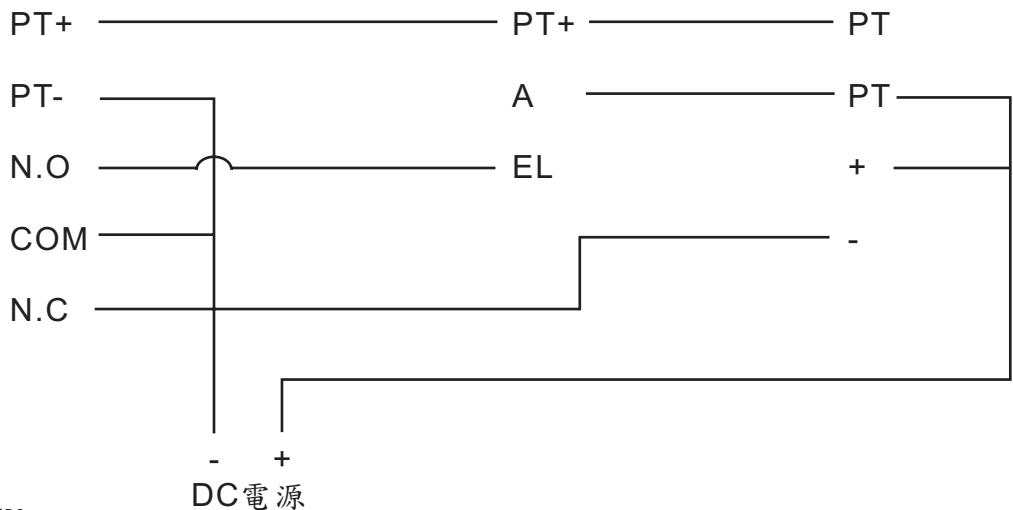 PT+ PT+ PT
PT- A PT
N.O EL +
COM -
N.C
- +
DC電源